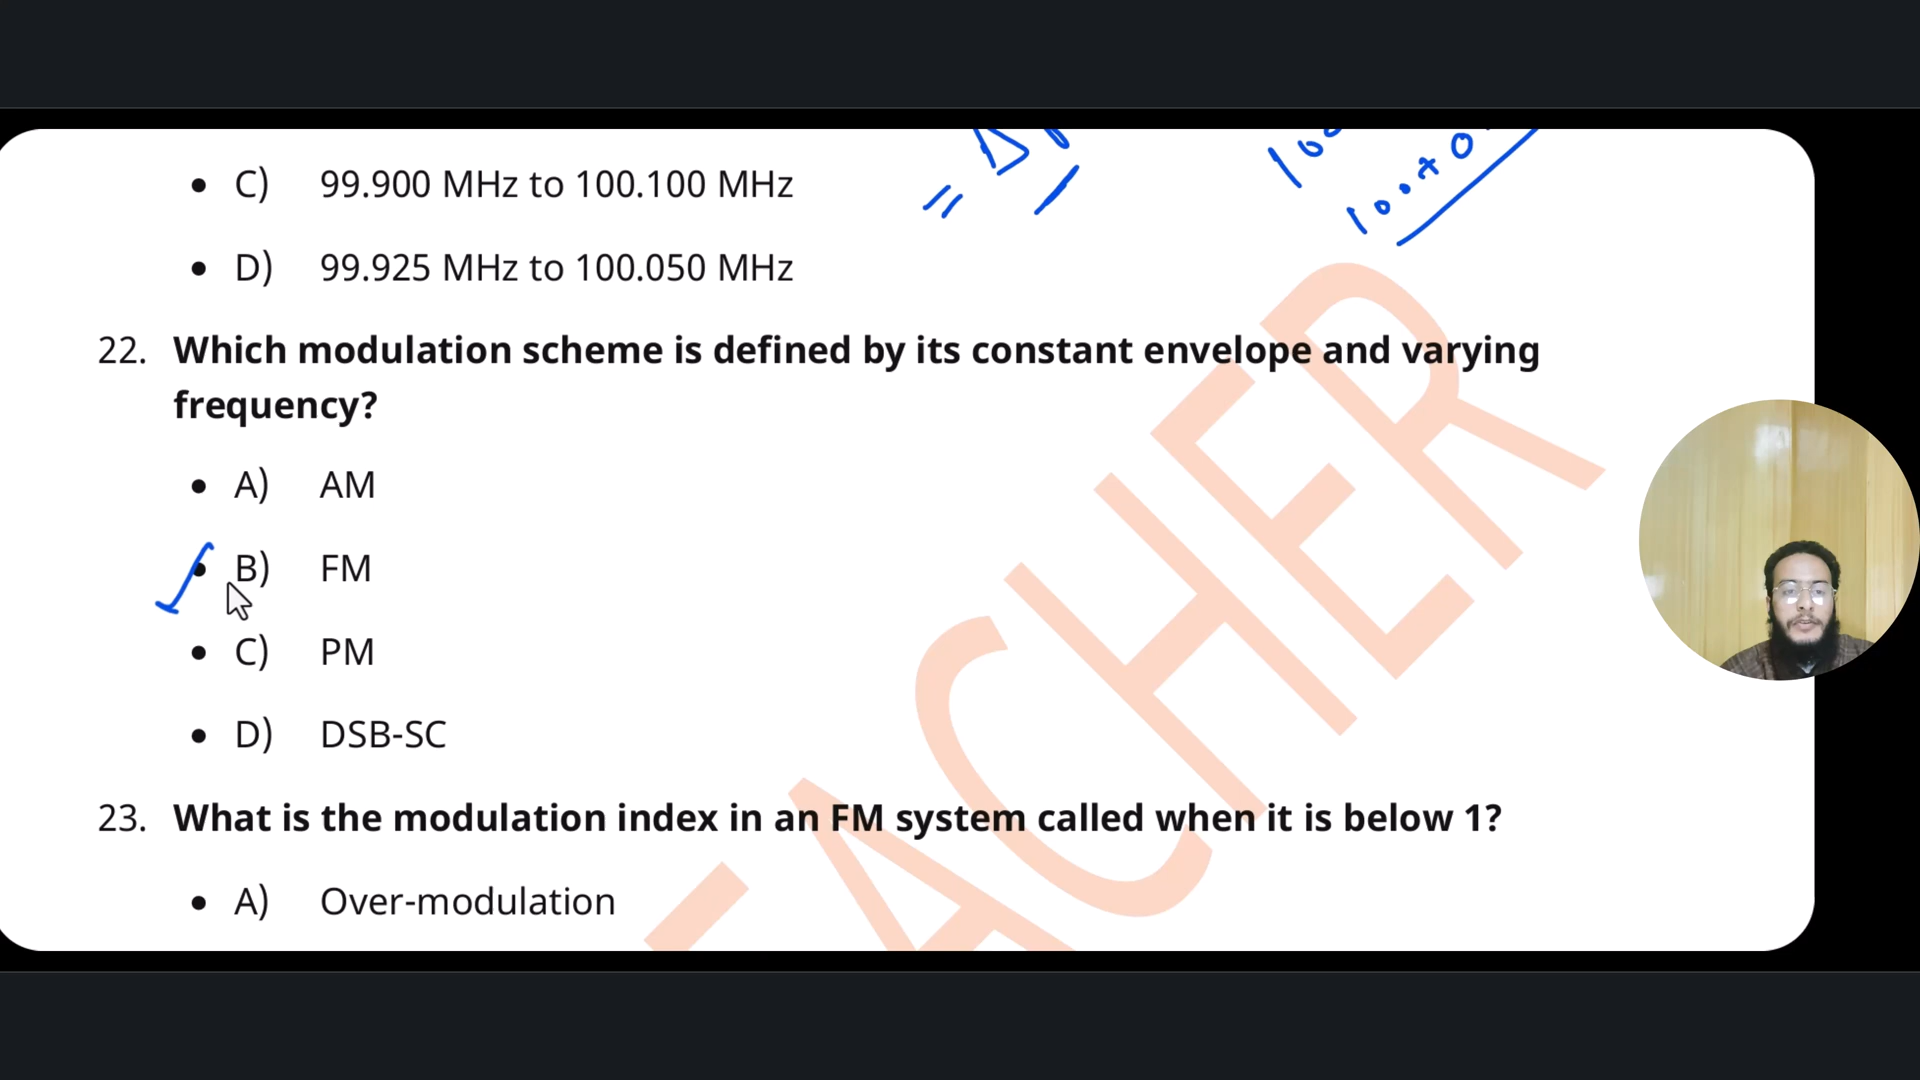 C) 99.900 MHz to 100.100 MHz
D) 99.925 MHz to 100.050 MHz
22. Which modulation scheme is defined by its constant envelope and varying
frequency?
A) AM
B) FM
C) PM
D) DSB-SC
23. What is the modulation index in an FM system called when it is below 1?
A) Over-modulation